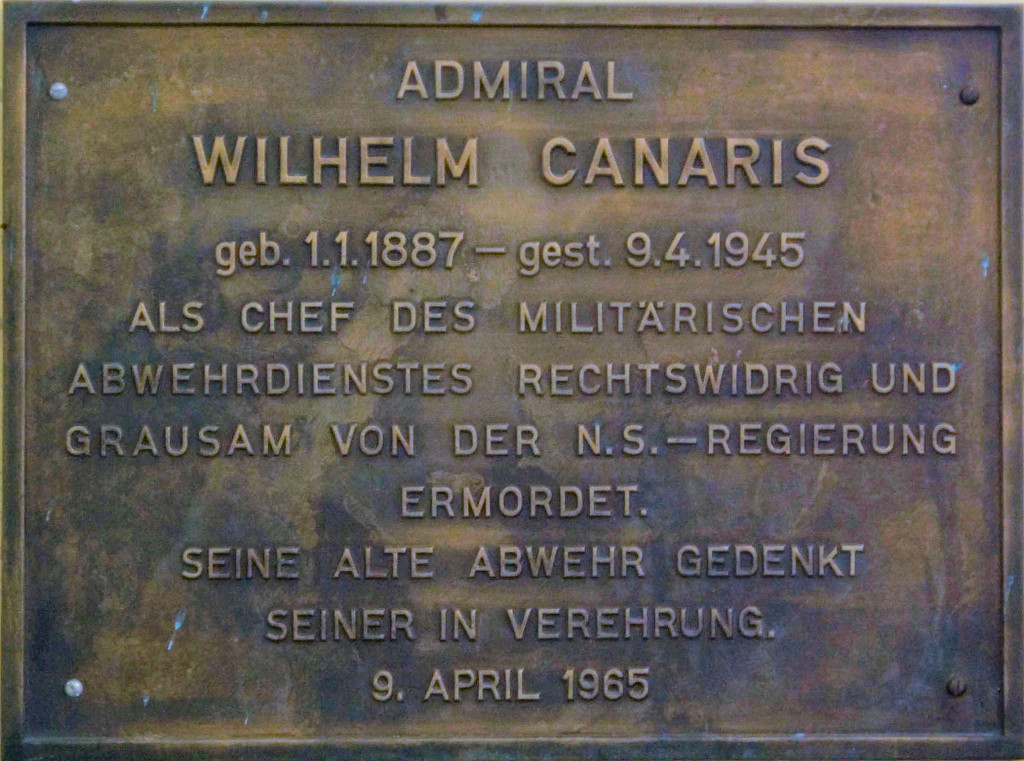 ADMIRAL
WILHELM CANARIS
geb. 1.1.1887 – gest. 9.4.1945
ALS CHEF DES MILITÄRISCHEN
ABWEHRDIENSTES RECHTSWIDRIG UND
GRAUSAM VON DER N.S.–REGIERUNG
ERMORDET.
SEINE ALTE ABWEHR GEDENKT
SEINER IN VEREHRUNG.
9. APRIL 1965